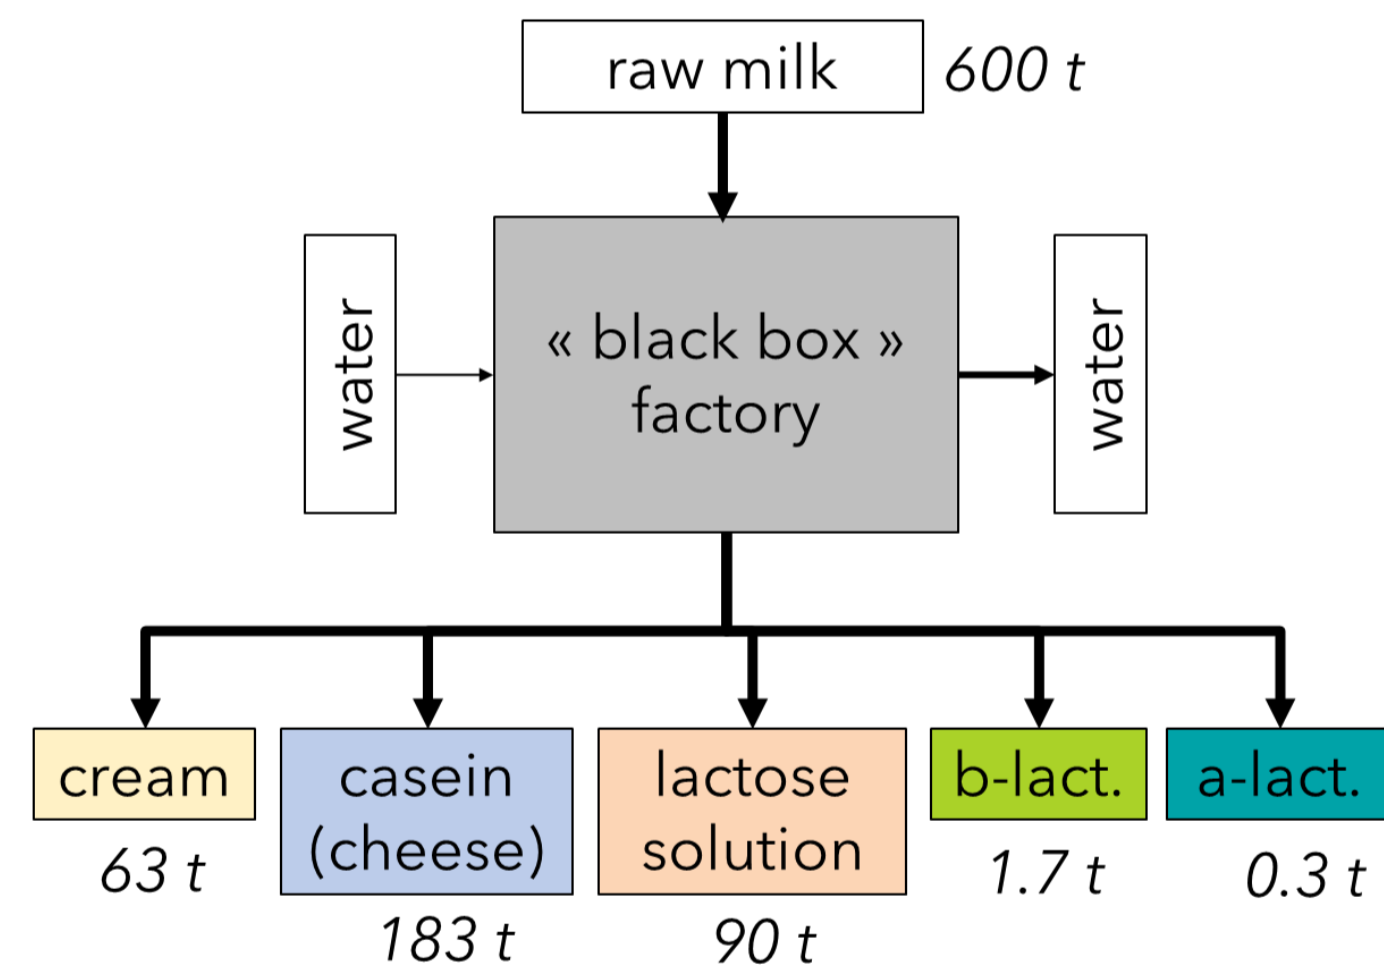 raw milk
600 t
water
« black box »
factory
water
cream
casein
(cheese)
lactose
solution
b-lact.
a-lact.
63 t
183 t
90 t
1.7 t
0.3 t